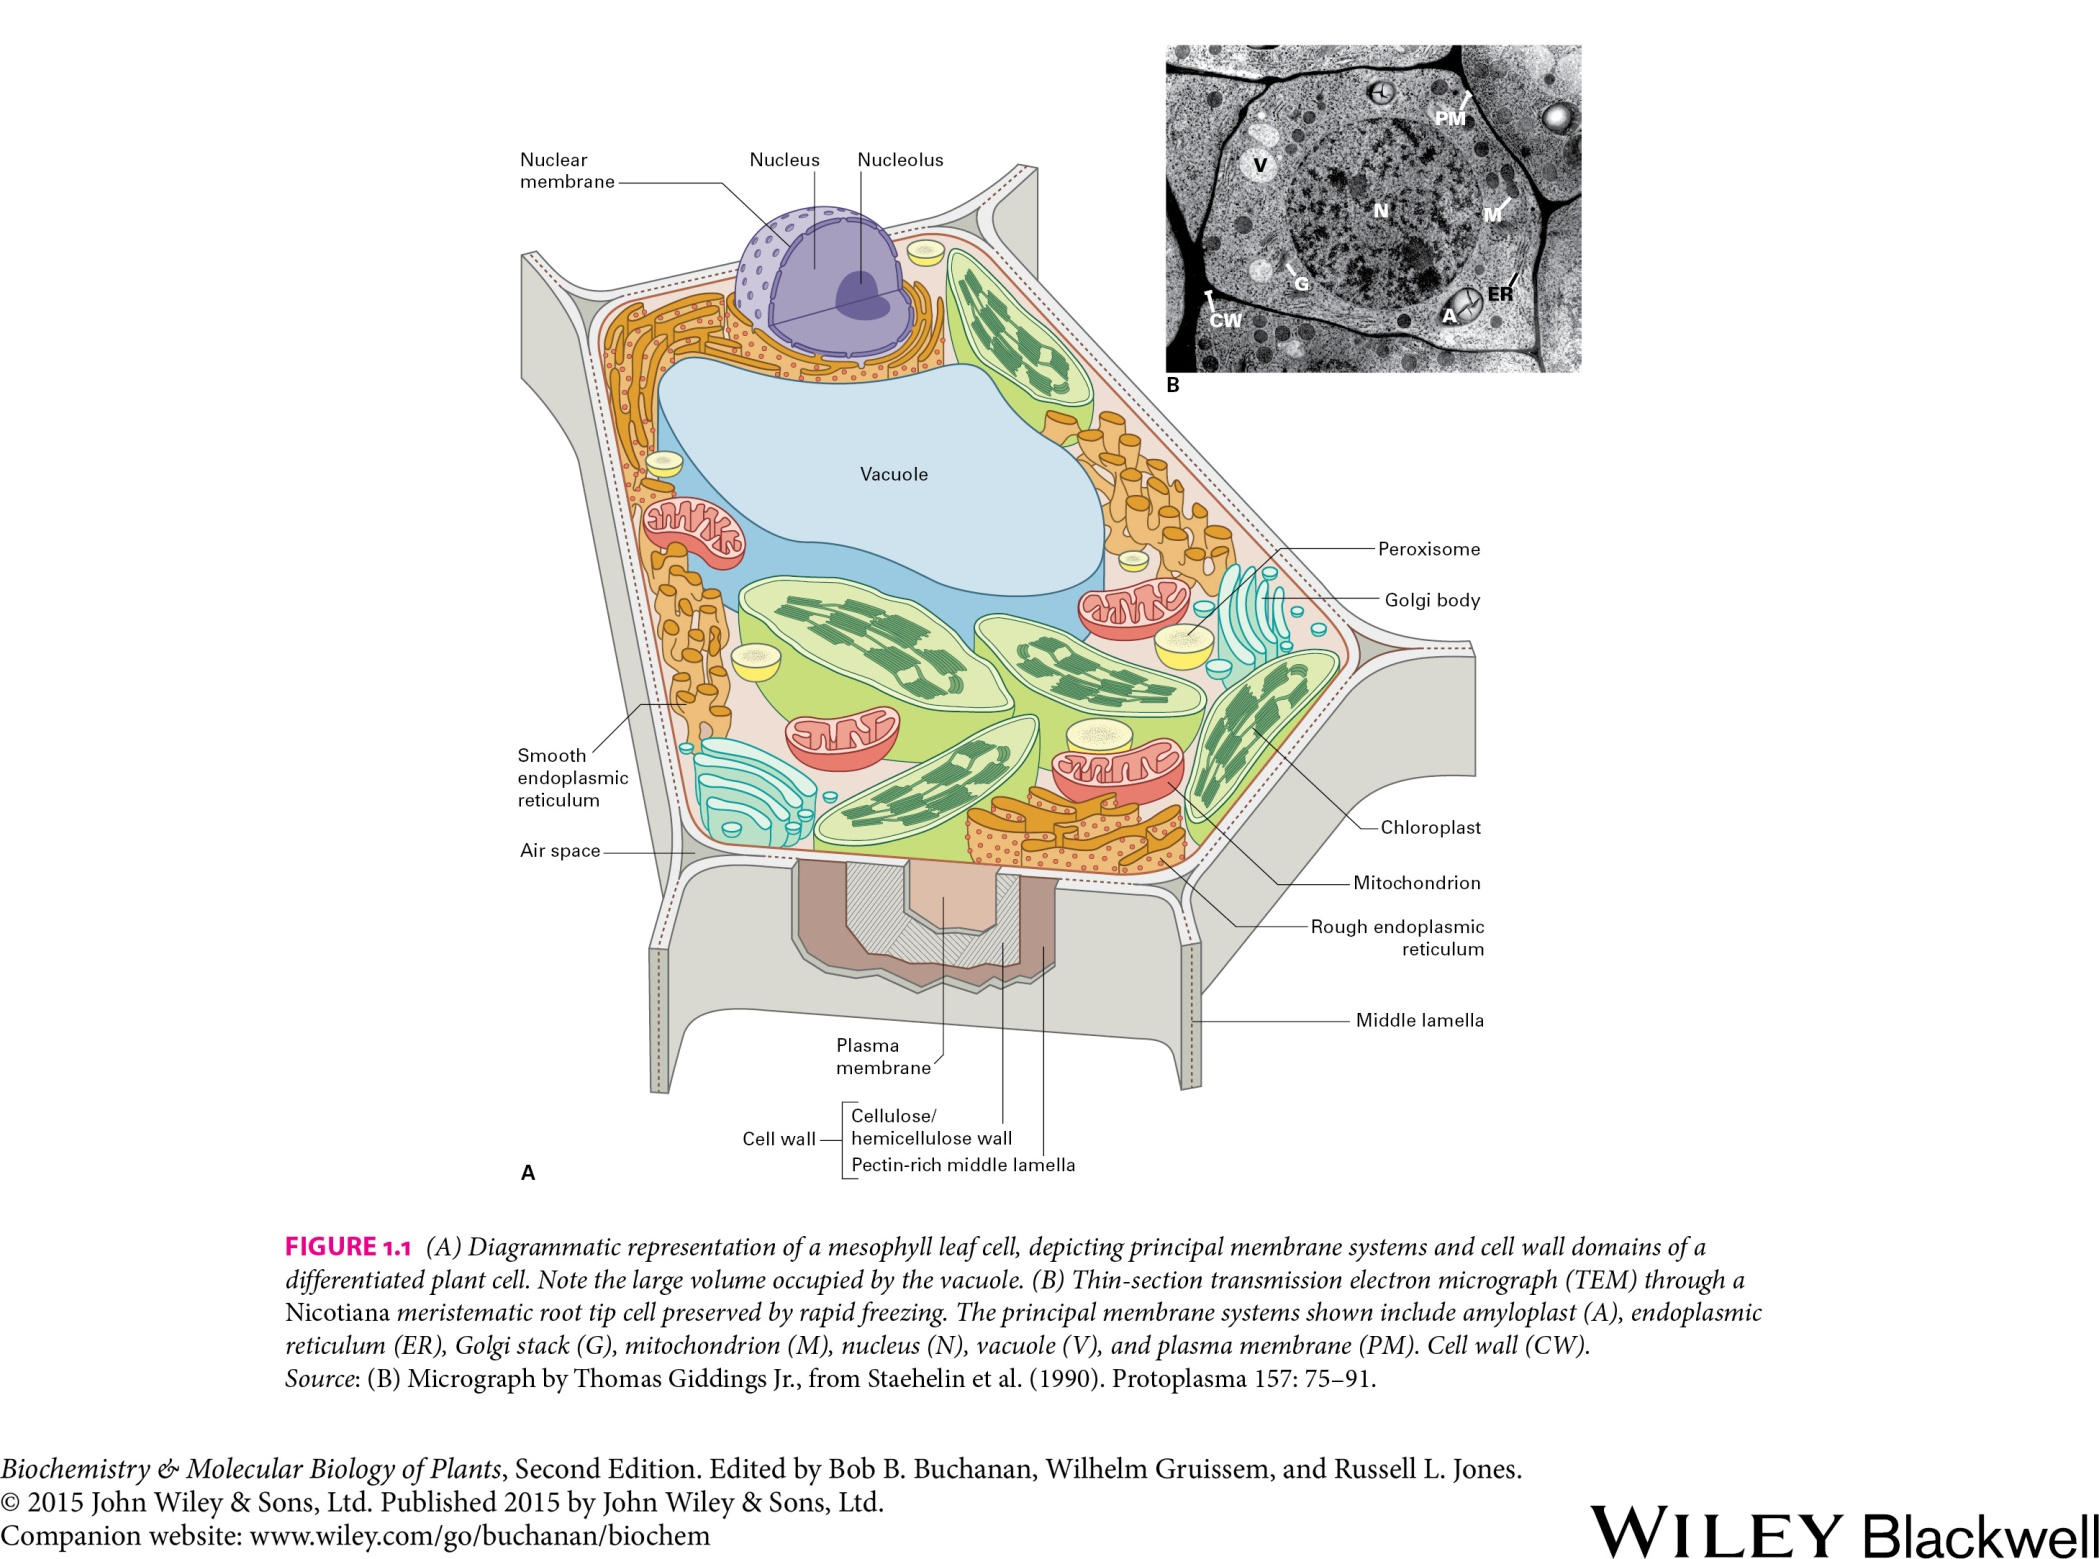 Nuclear
membrane
Nucleus
Nucleolus
Vacuole
Peroxisome
Golgi body
Smooth
endoplasmic
reticulum
Air space
Chloroplast
Mitochondrion
Rough endoplasmic
reticulum
Middle lamella
Plasma
membrane
Cell wall
Cellulose/
hemicellulose wall
Pectin-rich middle lamella
A
PM
V
N
M
G
ER
A
CW
B
FIGURE 1.1 (A) Diagrammatic representation of a mesophyll leaf cell, depicting principal membrane systems and cell wall domains of a
differentiated plant cell. Note the large volume occupied by the vacuole. (B) Thin-section transmission electron micrograph (TEM) through a
Nicotiana meristematic root tip cell preserved by rapid freezing. The principal membrane systems shown include amyloplast (A), endoplasmic
reticulum (ER), Golgi stack (G), mitochondrion (M), nucleus (N), vacuole (V), and plasma membrane (PM). Cell wall (CW).
Source: (B) Micrograph by Thomas Giddings Jr., from Staehelin et al. (1990). Protoplasma 157: 75–91.
Biochemistry & Molecular Biology of Plants, Second Edition. Edited by Bob B. Buchanan, Wilhelm Gruissem, and Russell L. Jones.
© 2015 John Wiley & Sons, Ltd. Published 2015 by John Wiley & Sons, Ltd.
Companion website: www.wiley.com/go/buchanan/biochem
WILEY Blackwell